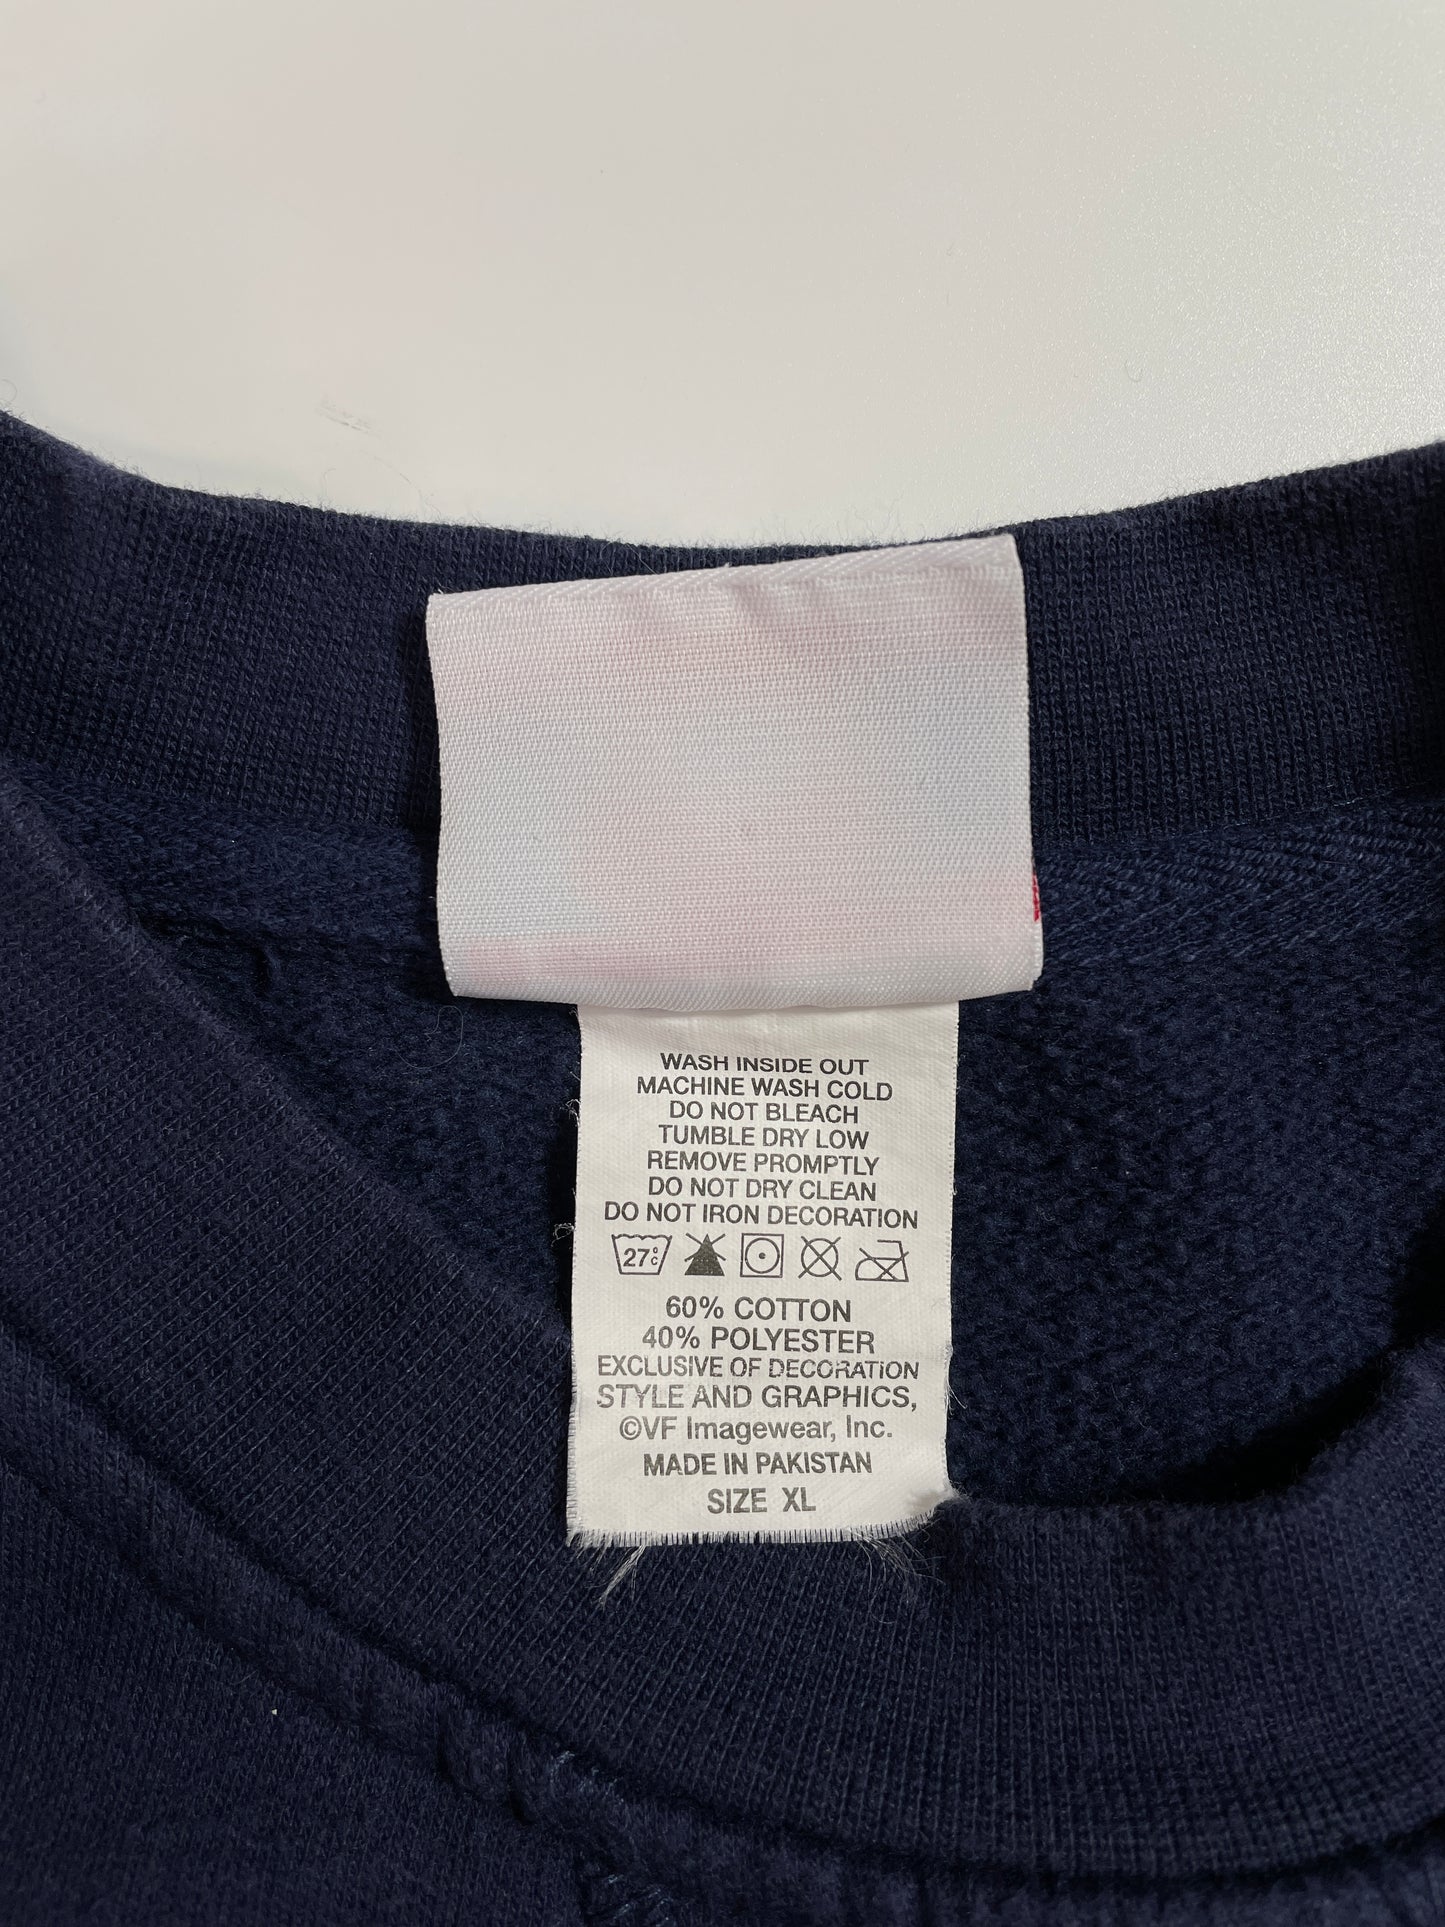 WASH INSIDE OUT
MACHINE WASH COLD
DO NOT BLEACH
TUMBLE DRY LOW
REMOVE PROMPTLY
DO NOT DRY CLEAN
DO NOT IRON DECORATION
27°C
60% COTTON
40% POLYESTER
EXCLUSIVE OF DECORATION
STYLE AND GRAPHICS,
©VF Imagewear, Inc.
MADE IN PAKISTAN
SIZE XL